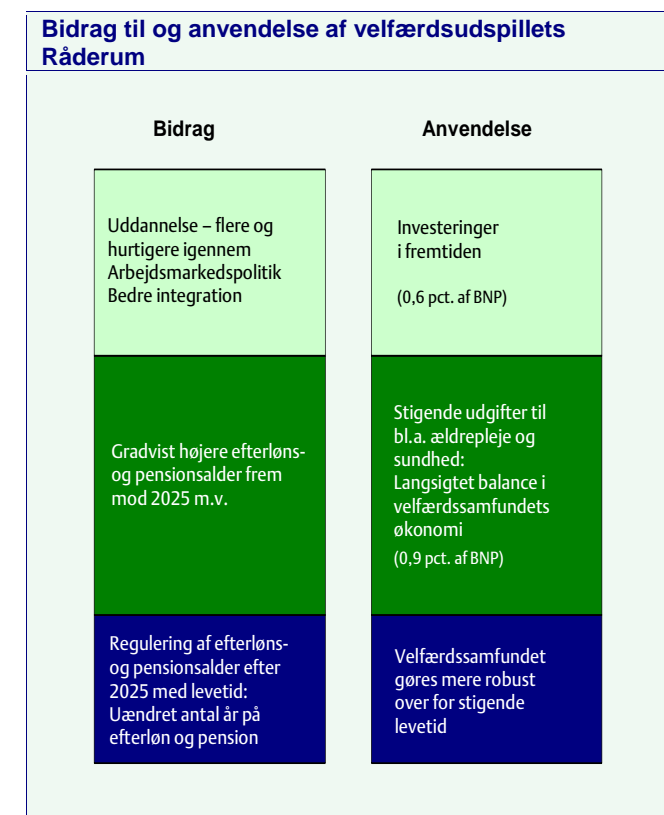 Bidrag til og anvendelse af velfærdsudspillets
Råderum
Bidrag
Anvendelse
Uddannelse – flere og
hurtigere igennem
Arbejdsmarkedspolitik
Bedre integration
Investeringer
i fremtiden
(0,6 pct. af BNP)
Gradvist højere efterløns-
og pensionsalder frem
mod 2025 m.v.
Stigende udgifter til
bl.a. ældrepleje og
sundhed:
Langsigtet balance i
velfærdssamfundets
økonomi
(0,9 pct. af BNP)
Regulering af efterløns-
og pensionsalder efter
2025 med levetid:
Uændret antal år på
efterløn og pension
Velfærdssamfundet
gøres mere robust
over for stigende
levetid